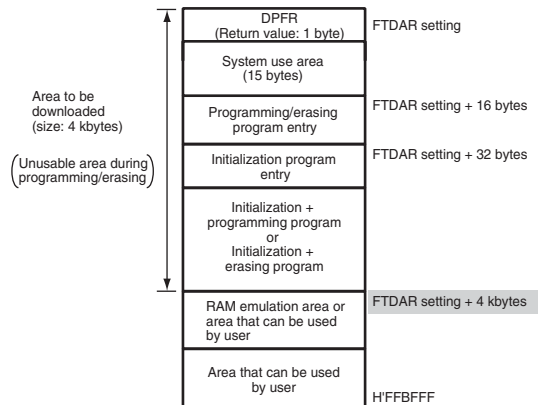 DPFR
(Return value: 1 byte)
FTDAR setting
System use area
(15 bytes)
Area to be
downloaded
(size: 4 kbytes)
(Unusable area during
programming/erasing)
Programming/erasing
program entry
FTDAR setting + 16 bytes
Initialization program
entry
FTDAR setting + 32 bytes
Initialization +
programming program
or
Initialization +
erasing program
RAM emulation area or
area that can be used
by user
FTDAR setting + 4 kbytes
Area that can be used
by user
H'FFBFFF